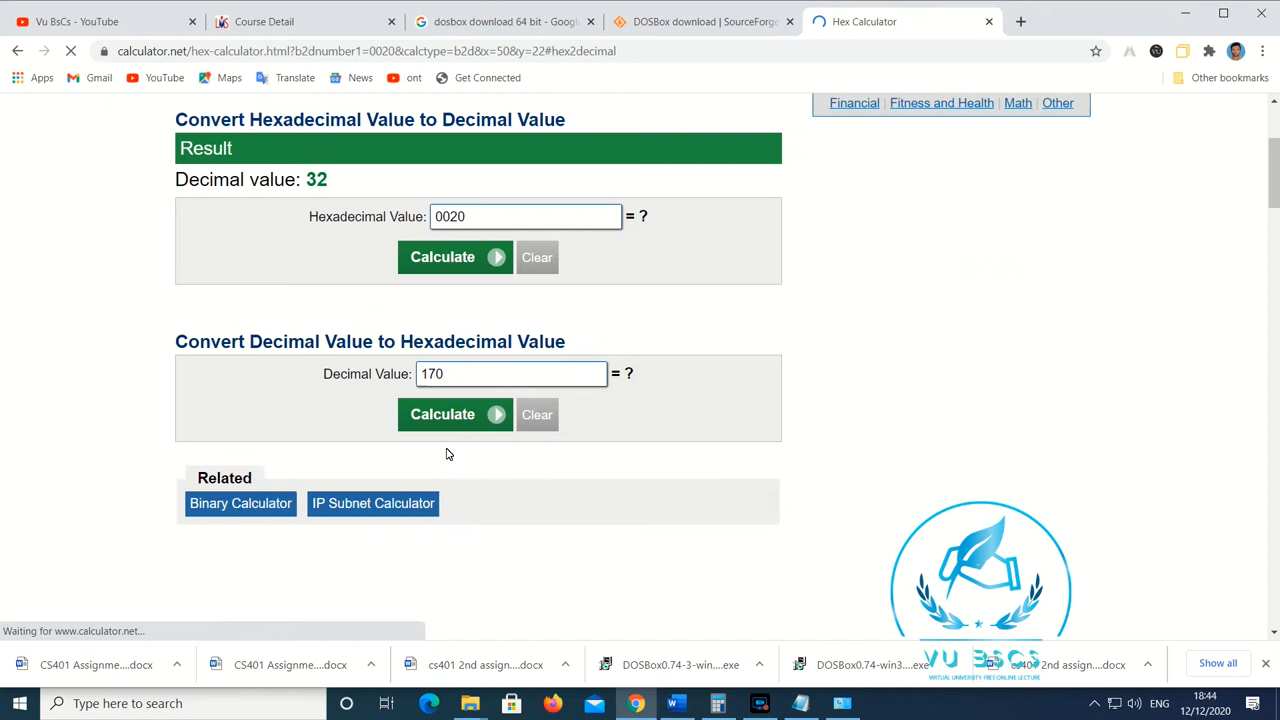 Vu BsCs - YouTube
Course Detail
dosbox download 64 bit - Googl
DOSBox download | SourceForge
Hex Calculator
calculator.net/hex-calculator.html?b2dnumber1=0020&calctype=b2d&x=50&y=22#hex2decimal
Apps Gmail YouTube Maps Translate News ont Get Connected Other bookmarks
Financial | Fitness and Health | Math | Other
Convert Hexadecimal Value to Decimal Value
Result
Decimal value: 32
Hexadecimal Value: 0020 = ?
Calculate Clear
Convert Decimal Value to Hexadecimal Value
Decimal Value: 170 = ?
Calculate Clear
Related
Binary Calculator IP Subnet Calculator
Waiting for www.calculator.net...
VU BSCS
VIRTUAL UNIVERSITY FREE ONLINE LECTURE
CS401 Assignme....docx
CS401 Assignment....docx
cs401 2nd assign....docx
DOSBox0.74-3-win....exe
DOSBox0.74-win3....exe
cs401 2nd assign....docx
Show all
Type here to search
ENG
18:44
12/12/2020